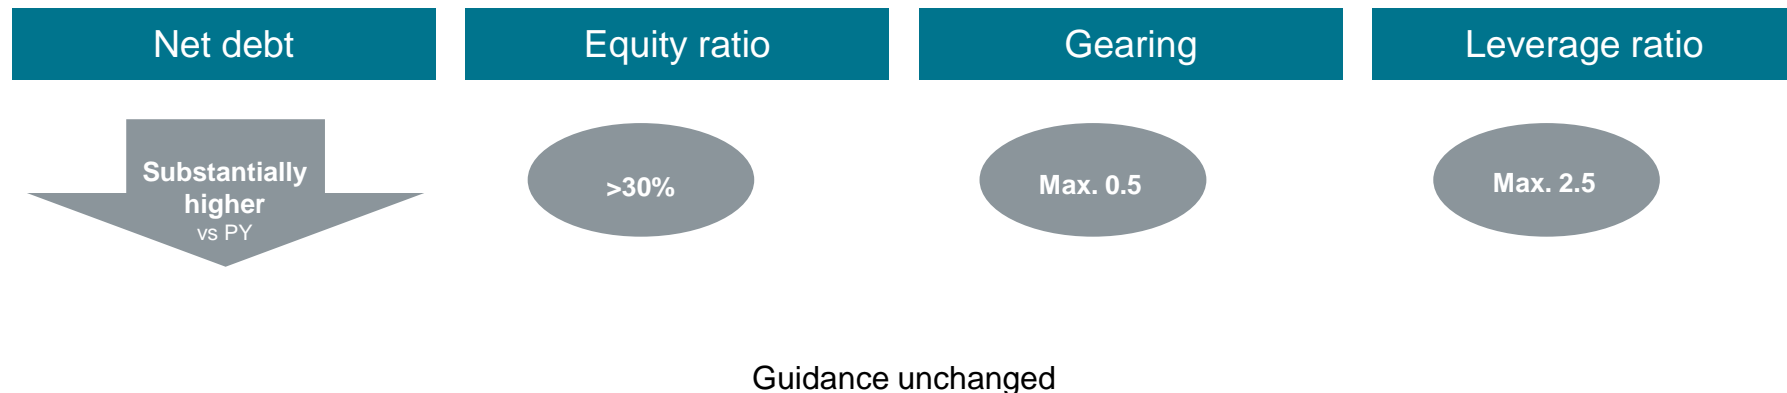 Net debt
Equity ratio
Gearing
Leverage ratio
Substantially
higher
vs PY
>30%
Max. 0.5
Max. 2.5
Guidance unchanged